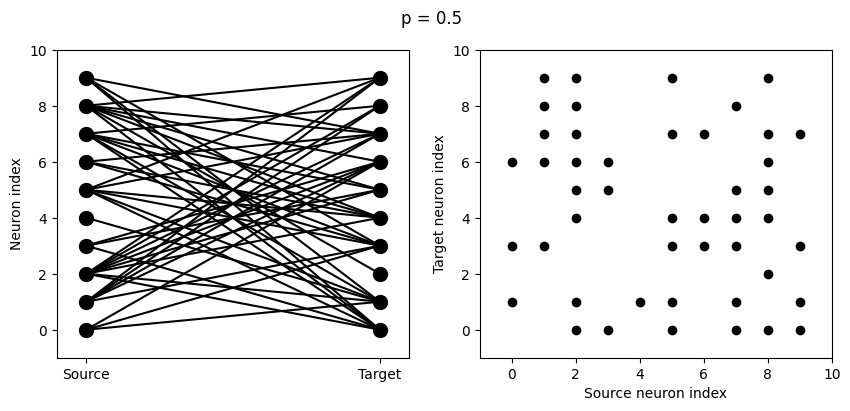 p = 0.5
Neuron index
10
8
6
4
2
0
Source Target
Target neuron index
10
8
6
4
2
0
0 2 4 6 8 10
Source neuron index